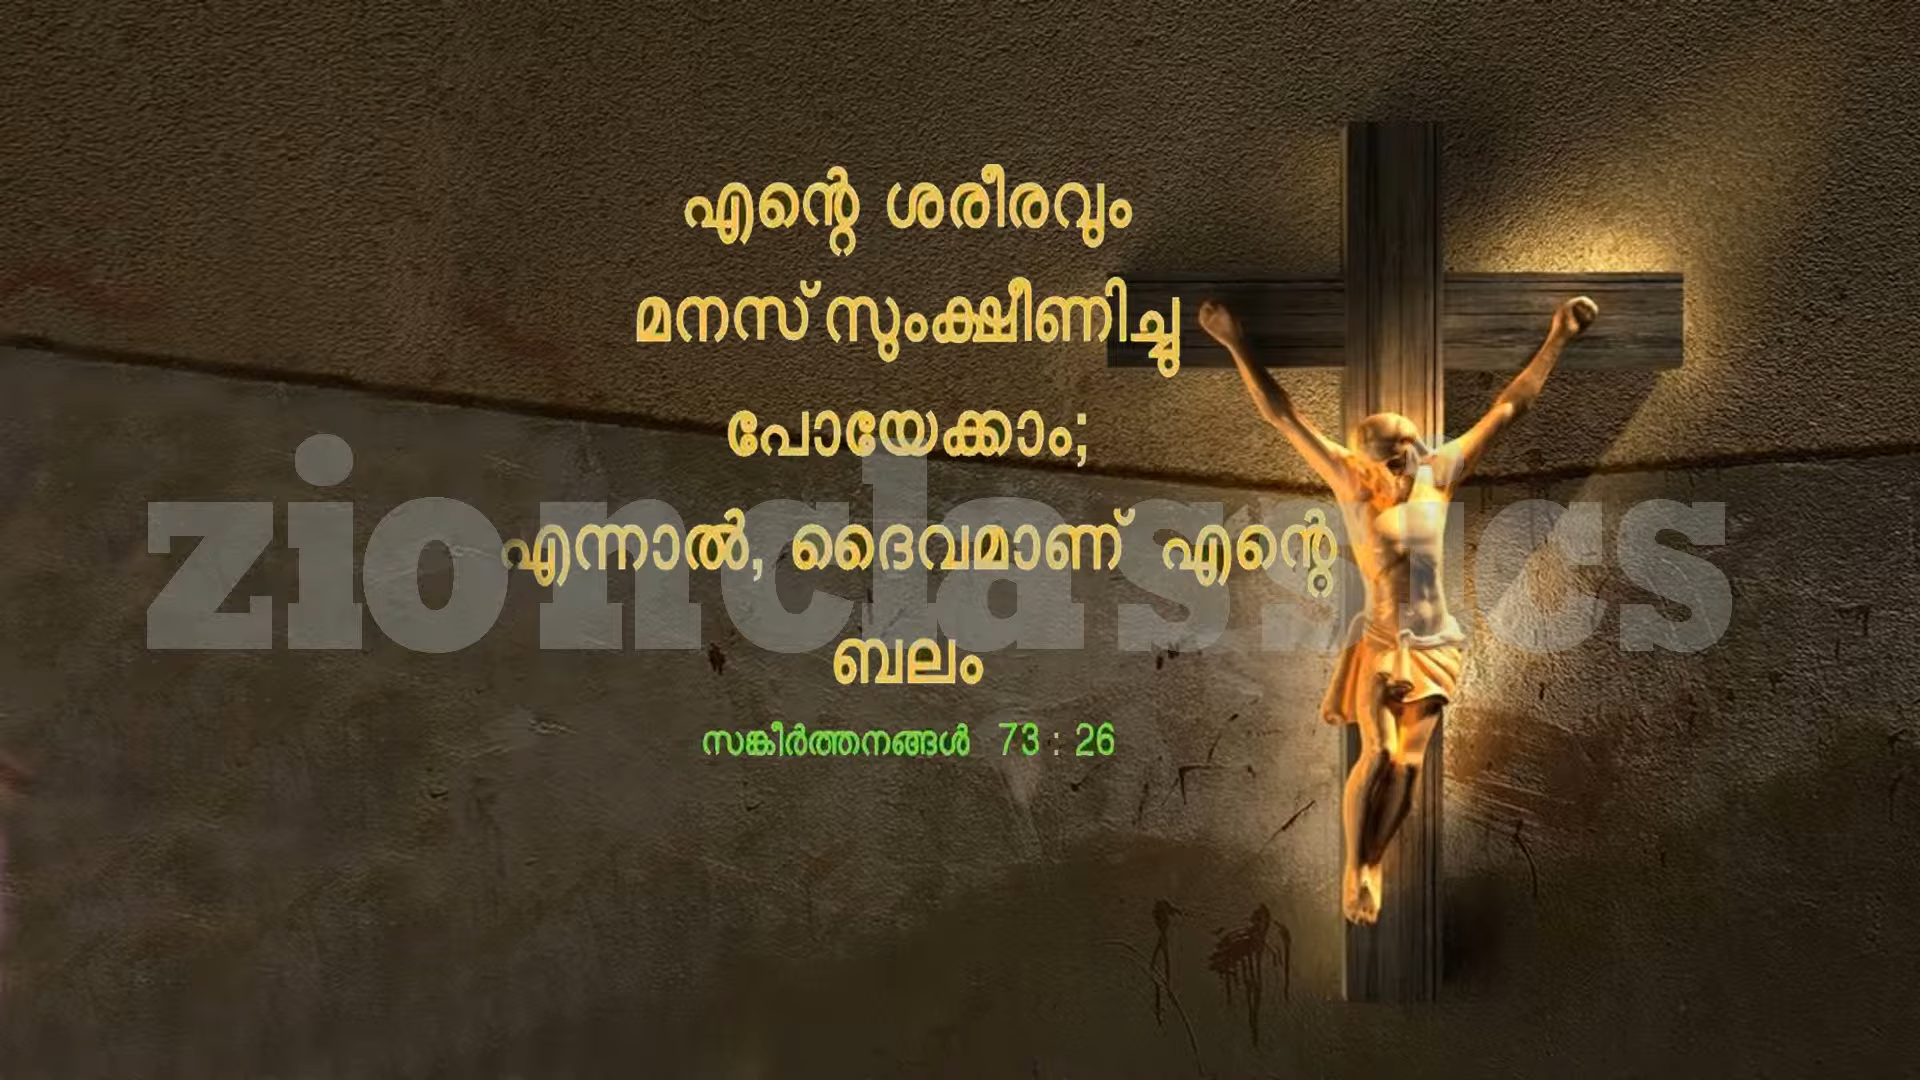 എന്റെ ശരീരവും
മനസ് സുംക്ഷീണിച്ചു
പോയേക്കാം;
zionclassics
എന്നാൽ, ദൈവമാണ് എന്റെ
ബലം
സങ്കീർത്തനങ്ങൾ 73 : 26